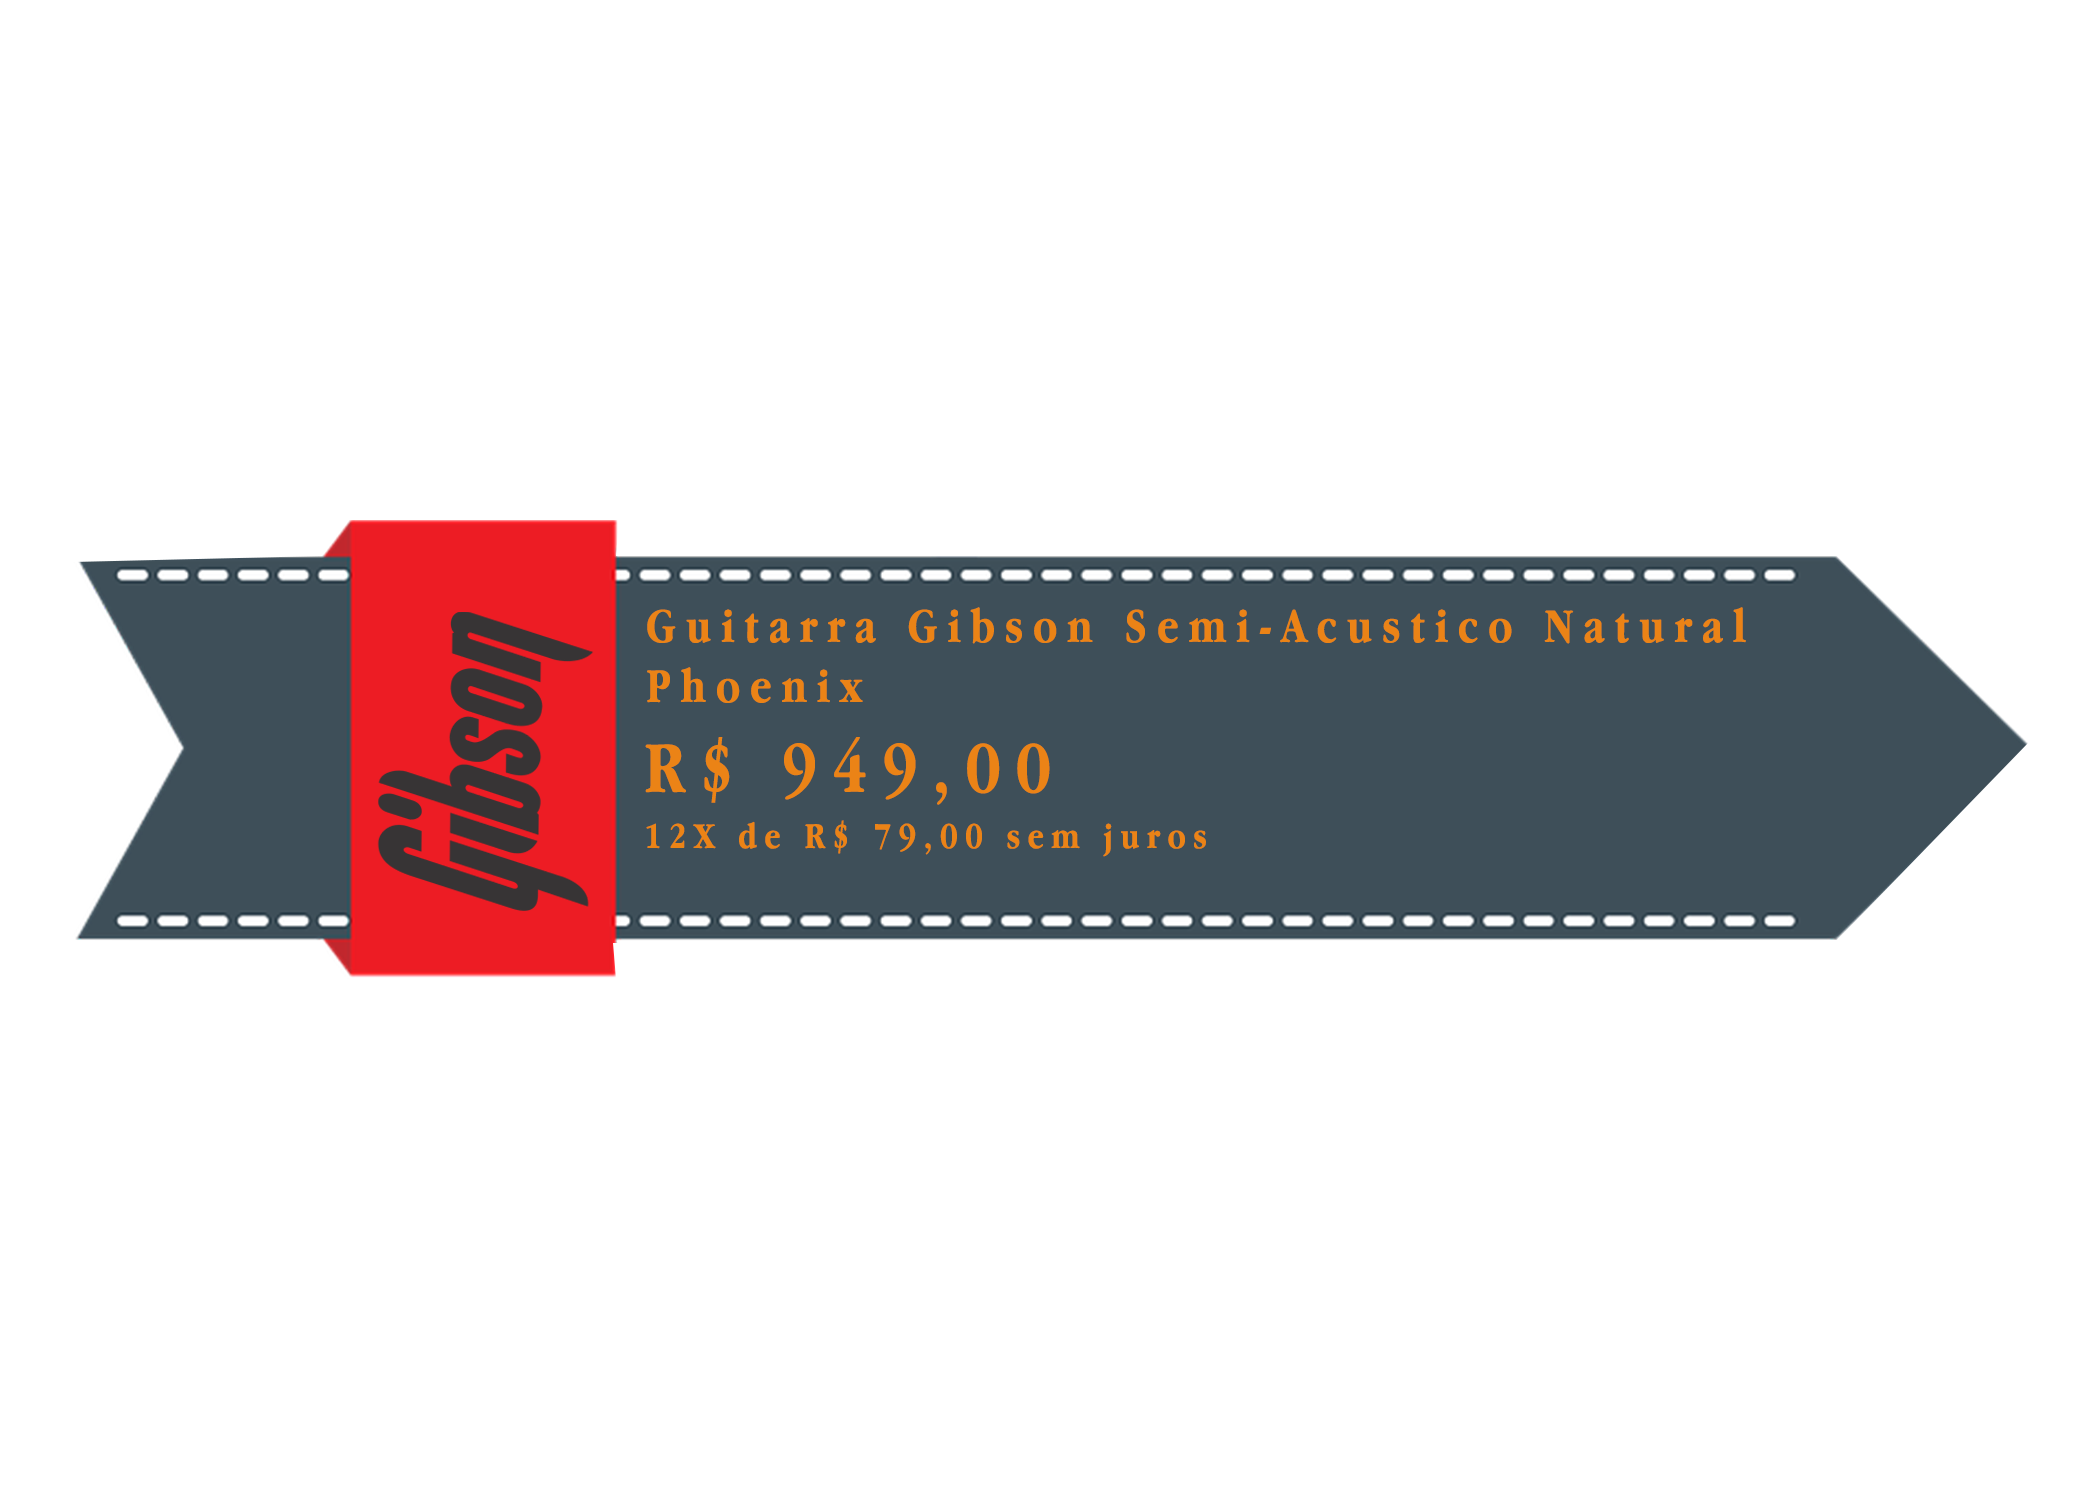 Gibson
Guitarra Gibson Semi-Acustico Natural
Phoenix
R$ 949,00
12X de R$ 79,00 sem juros